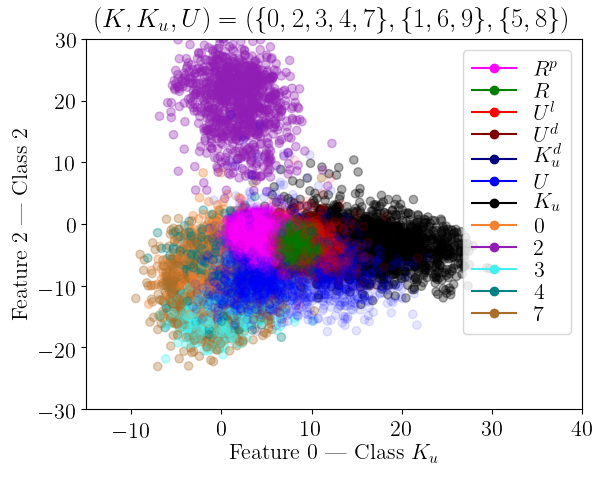 (K, K_u, U) = ({0, 2, 3, 4, 7}, {1, 6, 9}, {5, 8})
30
20
10
0
−10
−20
−30
Feature 2 — Class 2
−10
0
10
20
30
40
Feature 0 — Class K_u
R^p
R
U^l
U^d
K_u^d
U
K_u
0
2
3
4
7